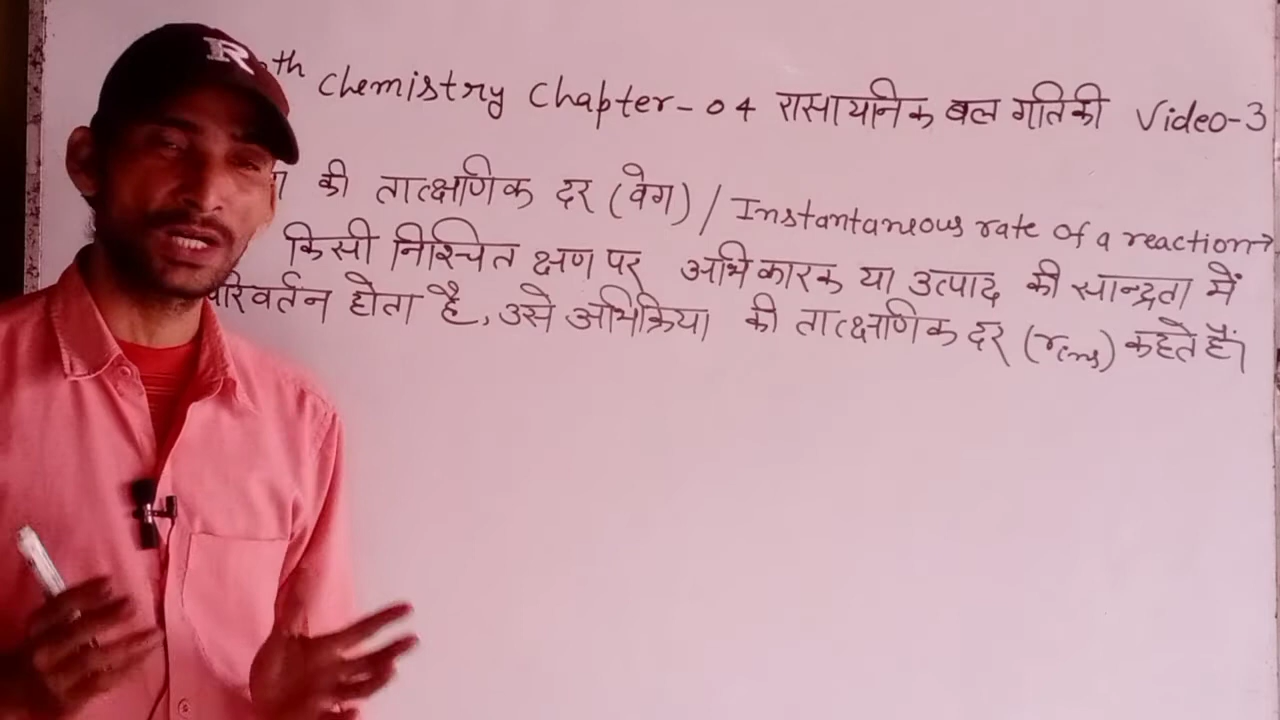 R
th Chemistry Chapter-04 रासायनिक बल गतिकी Video-3
की तात्क्षणिक दर (वेग) / Instantaneous rate of a reaction→
किसी निश्चित क्षण पर अभिकारक या उत्पाद की सान्द्रता में
परिवर्तन होता है, उसे अभिक्रिया की तात्क्षणिक दर (rins) कहते हैं।